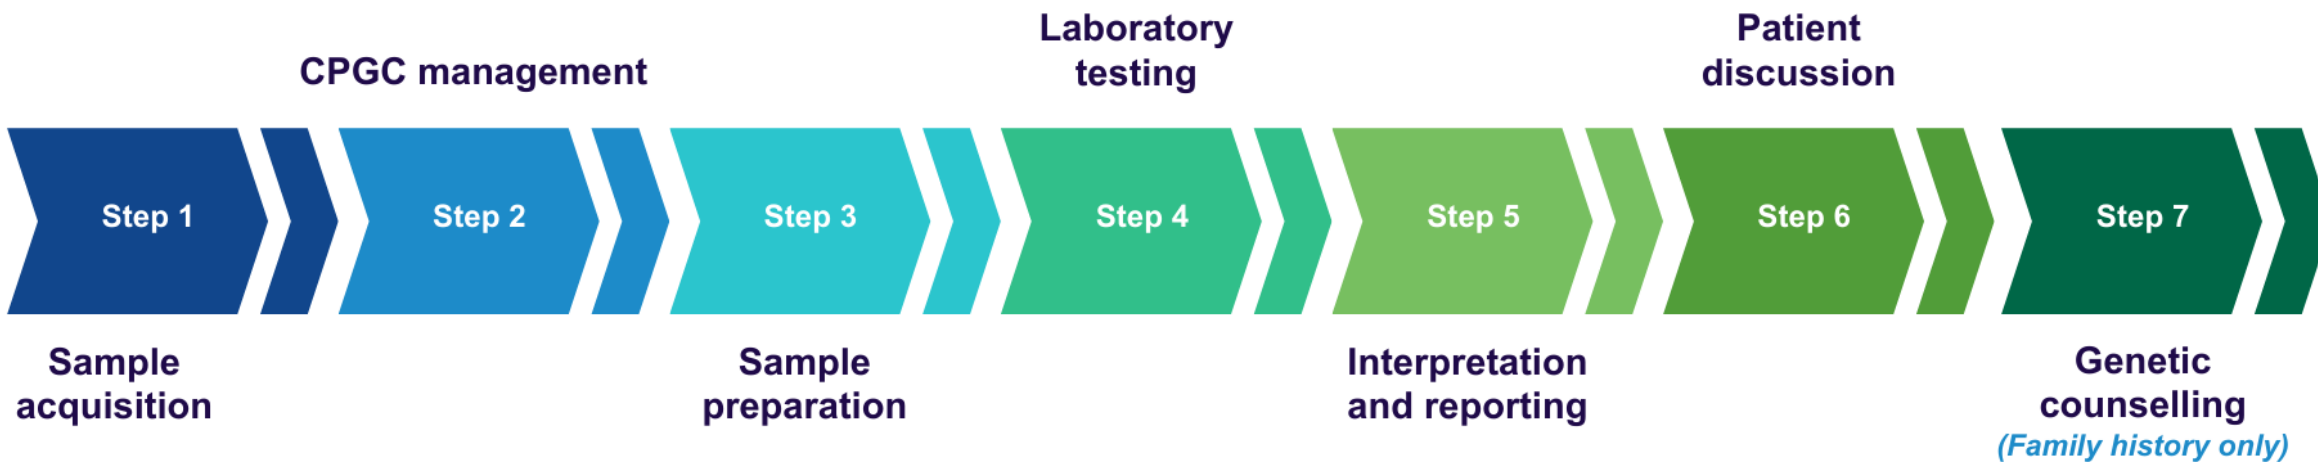 Laboratory
testing
Patient
discussion
CPGC management
Step 1
Step 2
Step 3
Step 4
Step 5
Step 6
Step 7
Sample
acquisition
Sample
preparation
Interpretation
and reporting
Genetic
counselling
(Family history only)